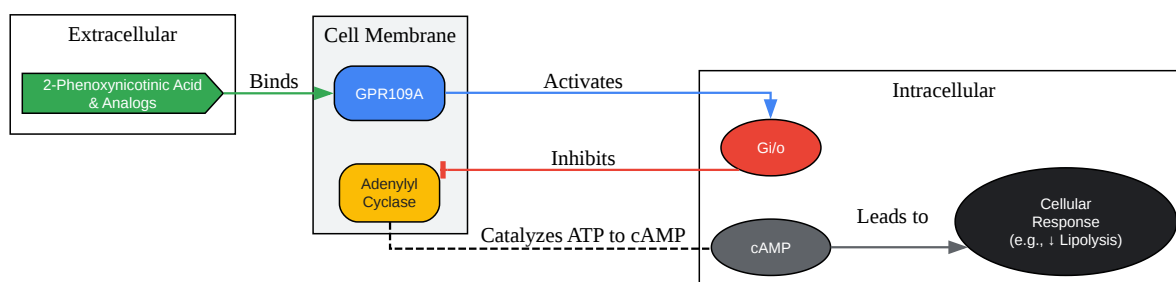 Extracellular
2-Phenoxynicotinic Acid
& Analogs
Binds
Cell Membrane
GPR109A
Activates
Intracellular
Gi/o
Inhibits
Adenylyl
Cyclase
Catalyzes ATP to cAMP
cAMP
Leads to
Cellular
Response
(e.g., ↓ Lipolysis)